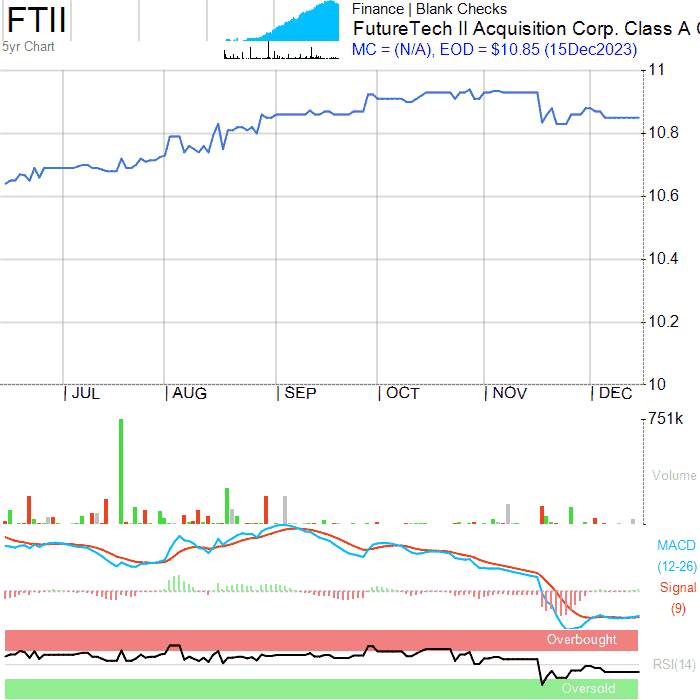 FTII
5yr Chart
Finance | Blank Checks
FutureTech II Acquisition Corp. Class A
MC = (N/A), EOD = $10.85 (15Dec2023)
11
10.8
10.6
10.4
10.2
10
JUL AUG SEP OCT NOV DEC
751k
Volume
MACD
(12-26)
Signal
(9)
Overbought
RSI(14)
Oversold